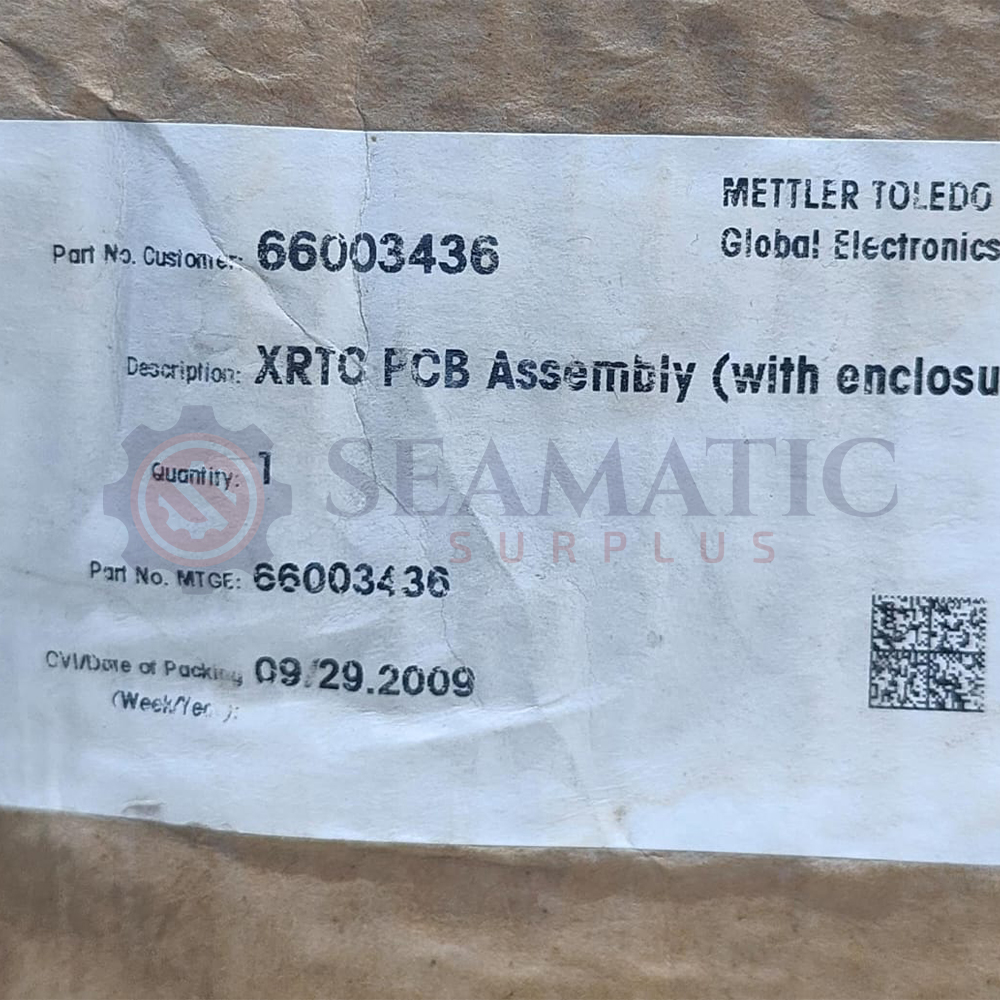 METTLER TOLEDO
Global Electronics
Part No. Customer: 66003436
Description: XRTC PCB Assembly (with enclosu
Quantity: 1
SEAMATIC
SURPLUS
Part No. MTGE: 66003436
CVI/Date of Packing 09/29.2009
(Week/Year):